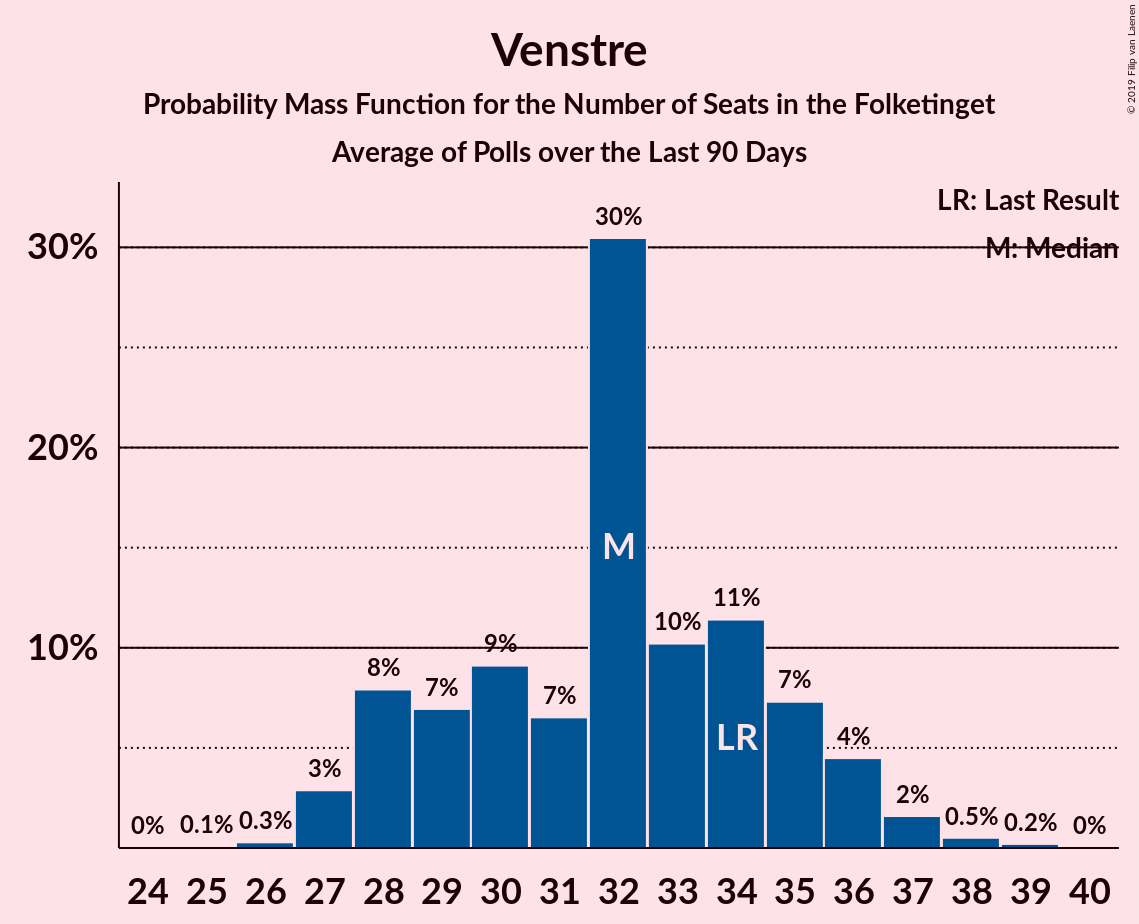 Venstre
Probability Mass Function for the Number of Seats in the Folketinget
Average of Polls over the Last 90 Days
© 2019 Filip van Laenen
LR: Last Result
M: Median
30%
20%
10%
0% 0.1% 0.3% 3% 8% 7% 9% 7% 30% 10% 11% 7% 4% 2% 0.5% 0.2% 0%
M
LR
24 25 26 27 28 29 30 31 32 33 34 35 36 37 38 39 40